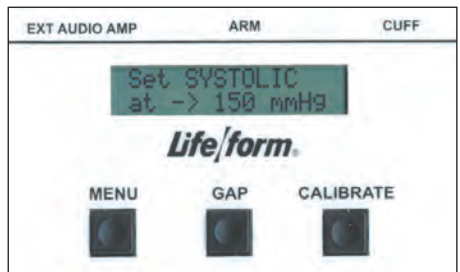 EXT AUDIO AMP ARM CUFF
Set SYSTOLIC
at -> 150 mmHg
Life/form®
MENU GAP CALIBRATE